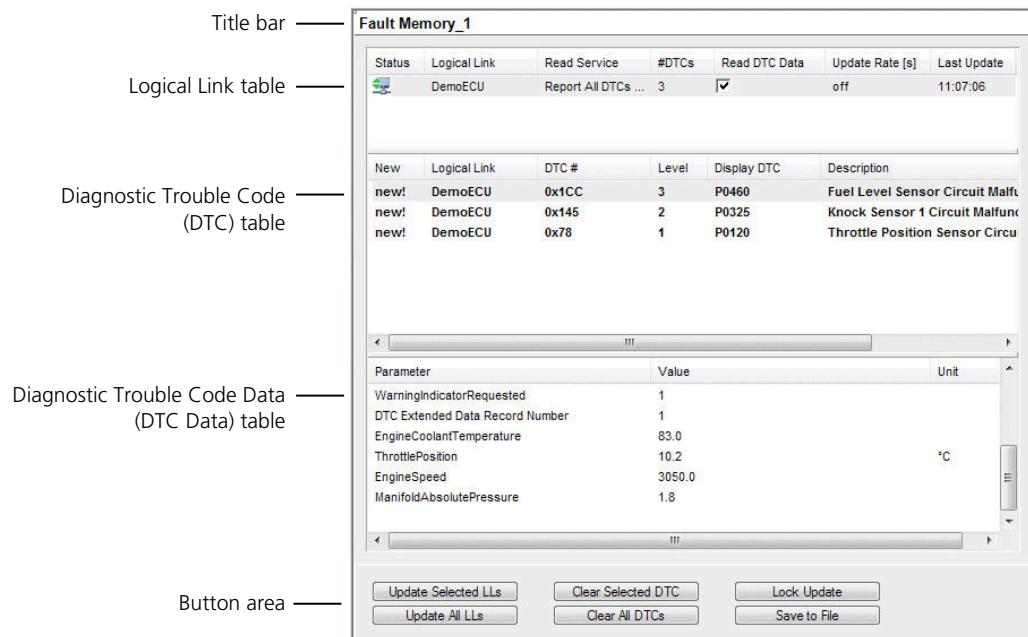 Title bar
Fault Memory_1
Logical Link table
Status Logical Link Read Service #DTCs Read DTC Data Update Rate [s] Last Update
DemoECU Report All DTCs ... 3 off 11:07:06
Diagnostic Trouble Code
(DTC) table
New Logical Link DTC # Level Display DTC Description
new! DemoECU 0x1CC 3 P0460 Fuel Level Sensor Circuit Malfu
new! DemoECU 0x145 2 P0325 Knock Sensor 1 Circuit Malfunc
new! DemoECU 0x78 1 P0120 Throttle Position Sensor Circu
Diagnostic Trouble Code Data
(DTC Data) table
Parameter Value Unit
WarningIndicatorRequested 1
DTC Extended Data Record Number 1
EngineCoolantTemperature 83.0
ThrottlePosition 10.2 °C
EngineSpeed 3050.0
ManifoldAbsolutePressure 1.8
Button area
Update Selected LLs Clear Selected DTC Lock Update
Update All LLs Clear All DTCs Save to File